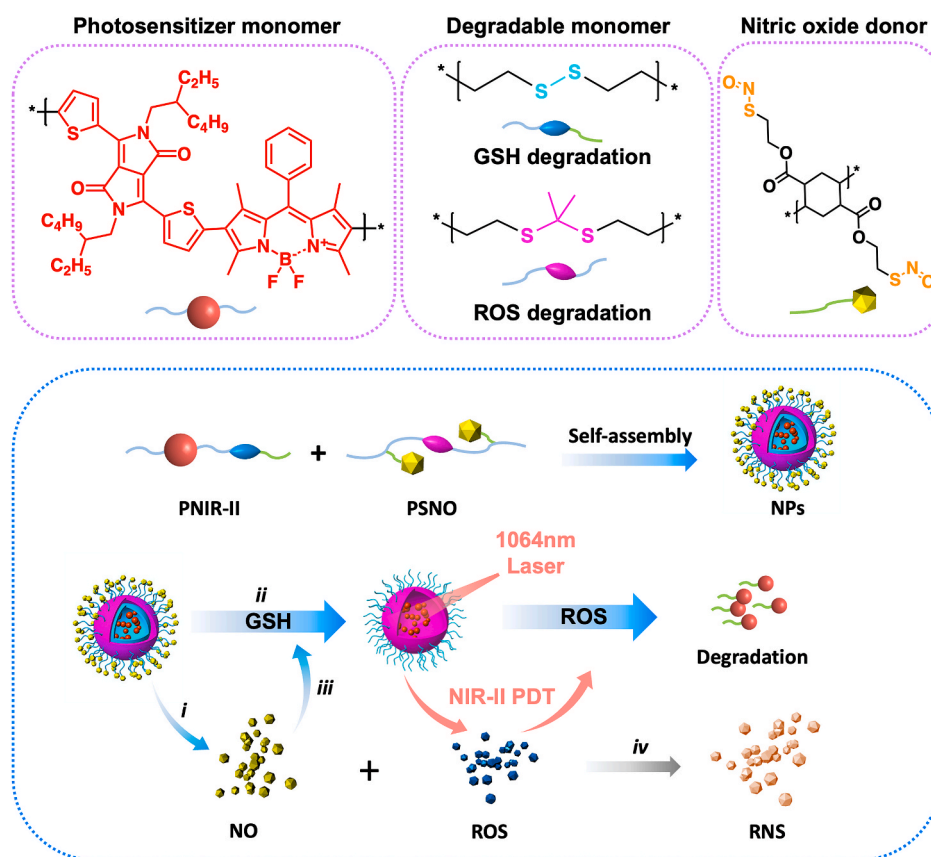 Photosensitizer monomer
Degradable monomer
Nitric oxide donor
C₂H₅
C₄H₉
*
S
N
O
O
N
C₄H₉
C₂H₅
S
N
N+
B-
F
F
*
*
S
S
*
GSH degradation
*
S
S
*
ROS degradation
O
N
S
O
O
*
*
O
O
S
N
O
PNIR-II
+
PSNO
Self-assembly
NPs
1064nm
Laser
ii
GSH
ROS
Degradation
i
iii
NIR-II PDT
iv
NO
+
ROS
RNS